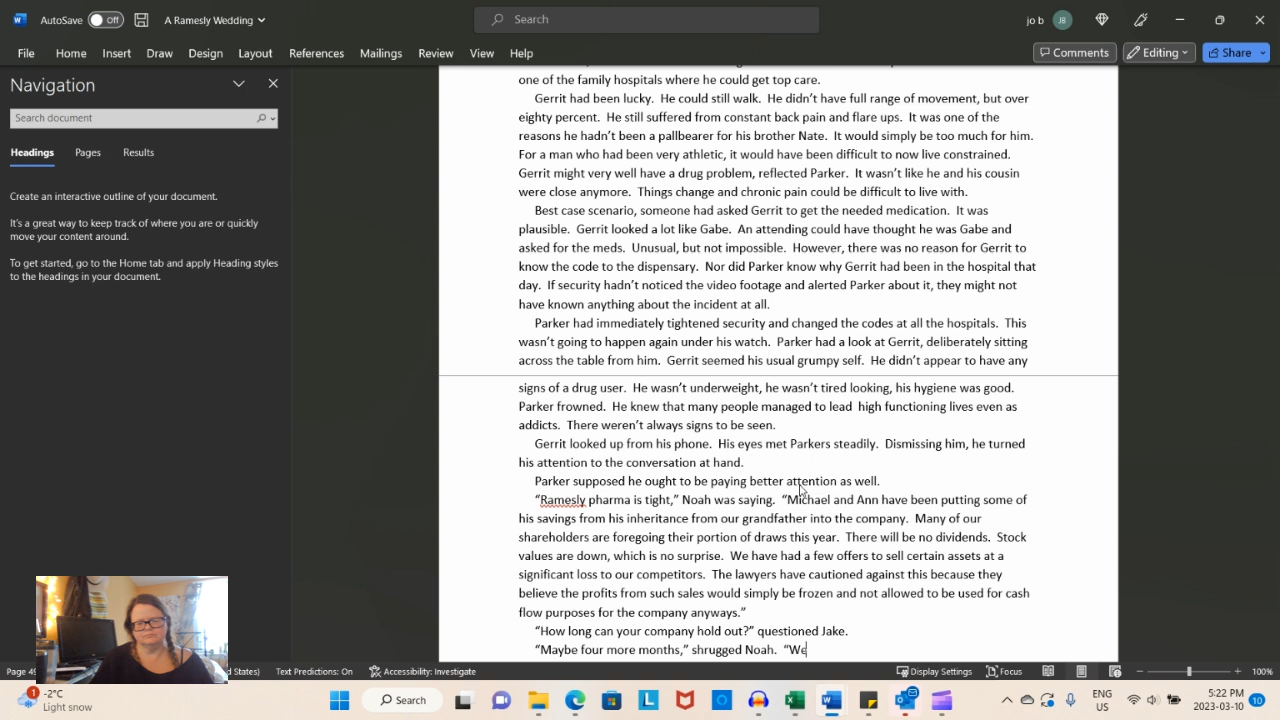 AutoSave Off A Ramesly Wedding Search jo b JB
File Home Insert Draw Design Layout References Mailings Review View Help Comments Editing Share
Navigation
Search document
Headings Pages Results
Create an interactive outline of your document.
It's a great way to keep track of where you are or quickly
move your content around.
To get started, go to the Home tab and apply Heading styles
to the headings in your document.
one of the family hospitals where he could get top care.
Gerrit had been lucky. He could still walk. He didn't have full range of movement, but over
eighty percent. He still suffered from constant back pain and flare ups. It was one of the
reasons he hadn't been a pallbearer for his brother Nate. It would simply be too much for him.
For a man who had been very athletic, it would have been difficult to now live constrained.
Gerrit might very well have a drug problem, reflected Parker. It wasn't like he and his cousin
were close anymore. Things change and chronic pain could be difficult to live with.
Best case scenario, someone had asked Gerrit to get the needed medication. It was
plausible. Gerrit looked a lot like Gabe. An attending could have thought he was Gabe and
asked for the meds. Unusual, but not impossible. However, there was no reason for Gerrit to
know the code to the dispensary. Nor did Parker know why Gerrit had been in the hospital that
day. If security hadn't noticed the video footage and alerted Parker about it, they might not
have known anything about the incident at all.
Parker had immediately tightened security and changed the codes at all the hospitals. This
wasn't going to happen again under his watch. Parker had a look at Gerrit, deliberately sitting
across the table from him. Gerrit seemed his usual grumpy self. He didn't appear to have any
signs of a drug user. He wasn't underweight, he wasn't tired looking, his hygiene was good.
Parker frowned. He knew that many people managed to lead high functioning lives even as
addicts. There weren't always signs to be seen.
Gerrit looked up from his phone. His eyes met Parkers steadily. Dismissing him, he turned
his attention to the conversation at hand.
Parker supposed he ought to be paying better attention as well.
"Ramesly pharma is tight," Noah was saying. "Michael and Ann have been putting some of
his savings from his inheritance from our grandfather into the company. Many of our
shareholders are foregoing their portion of draws this year. There will be no dividends. Stock
values are down, which is no surprise. We have had a few offers to sell certain assets at a
significant loss to our competitors. The lawyers have cautioned against this because they
believe the profits from such sales would simply be frozen and not allowed to be used for cash
flow purposes for the company anyways."
"How long can your company hold out?" questioned Jake.
"Maybe four more months," shrugged Noah. "We
Page 49 d States) Text Predictions: On Accessibility: Investigate Display Settings Focus 100%
1 -2°C
Light snow
Search
ENG
US
5:22 PM
2023-03-10
10